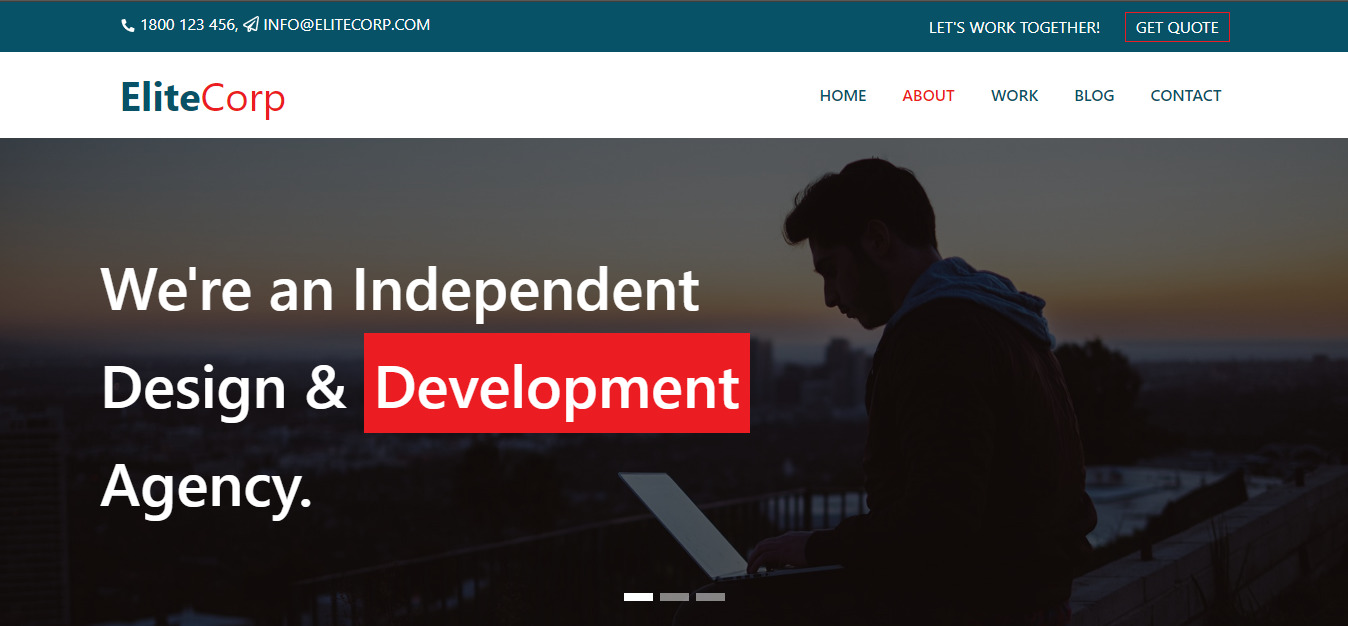 1800 123 456, INFO@ELITECORP.COM
LET'S WORK TOGETHER!
GET QUOTE
EliteCorp
HOME ABOUT WORK BLOG CONTACT
We're an Independent
Design & Development
Agency.